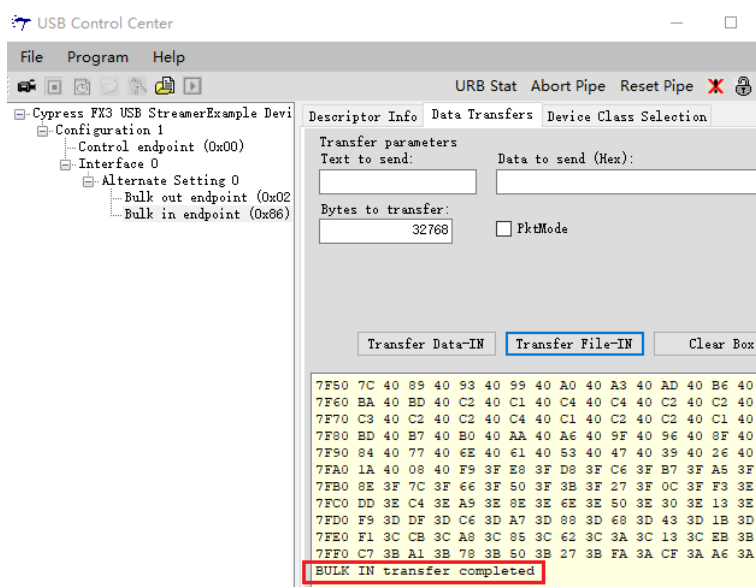 USB Control Center
File Program Help
URB Stat Abort Pipe Reset Pipe
Cypress FX3 USB StreamerExample Devi
Configuration 1
Control endpoint (0x00)
Interface 0
Alternate Setting 0
Bulk out endpoint (0x02
Bulk in endpoint (0x86)
Descriptor Info Data Transfers Device Class Selection
Transfer parameters
Text to send: Data to send (Hex):
Bytes to transfer:
32768 PktMode
Transfer Data-IN Transfer File-IN Clear Box
7F50 7C 40 89 40 93 40 99 40 A0 40 A3 40 AD 40 B6 40
7F60 BA 40 BD 40 C2 40 C1 40 C4 40 C4 40 C2 40 C2 40
7F70 C3 40 C2 40 C2 40 C4 40 C1 40 C2 40 C2 40 C1 40
7F80 BD 40 B7 40 B0 40 AA 40 A6 40 9F 40 96 40 8F 40
7F90 84 40 77 40 6E 40 61 40 53 40 47 40 39 40 26 40
7FA0 1A 40 08 40 F9 3F E8 3F D8 3F C6 3F B7 3F A5 3F
7FB0 8E 3F 7C 3F 66 3F 50 3F 3B 3F 27 3F 0C 3F F3 3E
7FC0 DD 3E C4 3E A9 3E 8E 3E 6E 3E 50 3E 30 3E 13 3E
7FD0 F9 3D DF 3D C6 3D A7 3D 88 3D 68 3D 43 3D 1B 3D
7FE0 F1 3C CB 3C A8 3C 85 3C 62 3C 3A 3C 13 3C EB 3B
7FF0 C7 3B A1 3B 78 3B 50 3B 27 3B FA 3A CF 3A A6 3A
BULK IN transfer completed